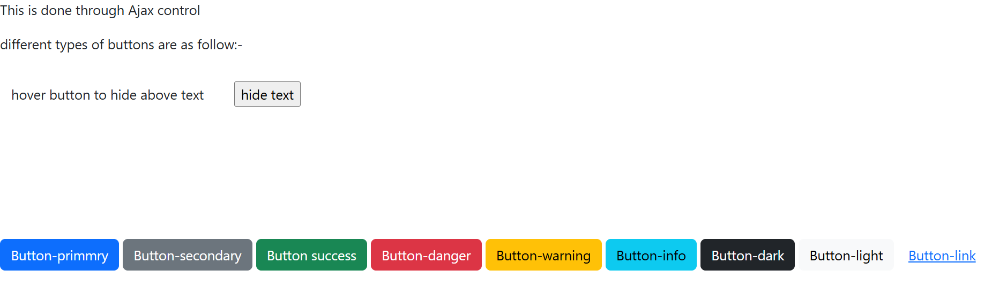 This is done through Ajax control
different types of buttons are as follow:-
hover button to hide above text hide text
Button-primmry Button-secondary Button success Button-danger Button-warning Button-info Button-dark Button-light Button-link